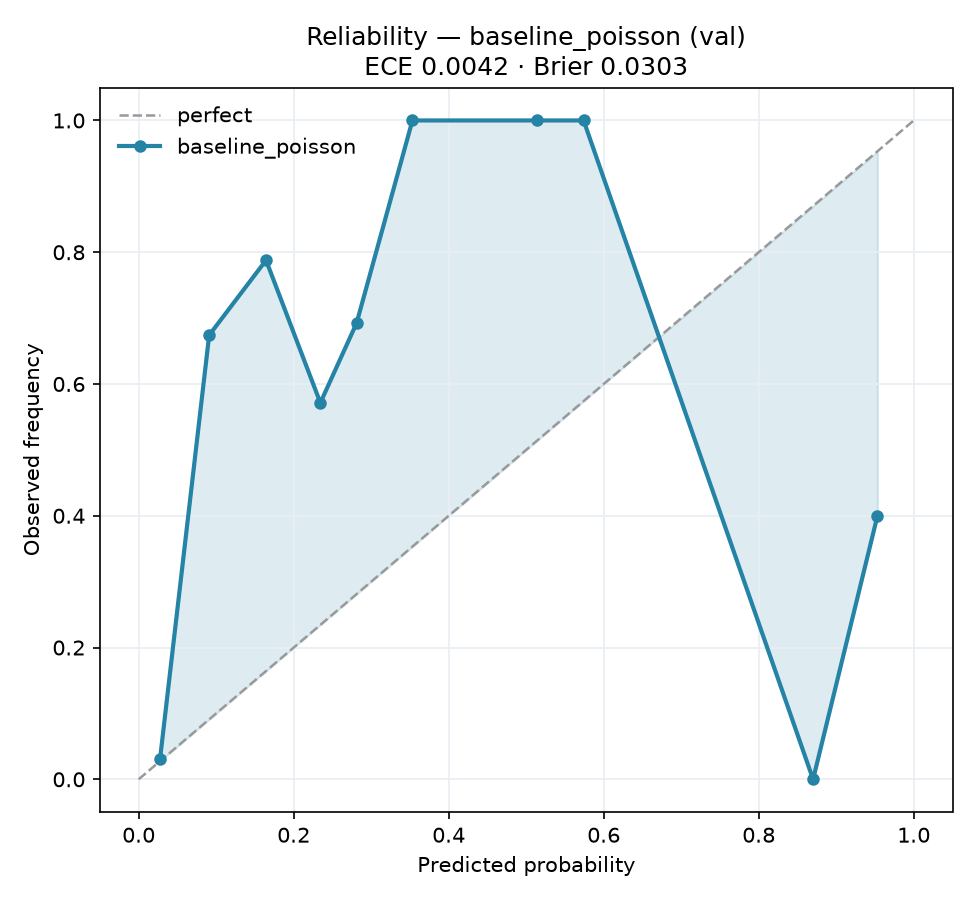 Reliability — baseline_poisson (val)
ECE 0.0042 · Brier 0.0303
perfect
baseline_poisson
1.0
0.8
0.6
0.4
0.2
0.0
Observed frequency
0.0 0.2 0.4 0.6 0.8 1.0
Predicted probability